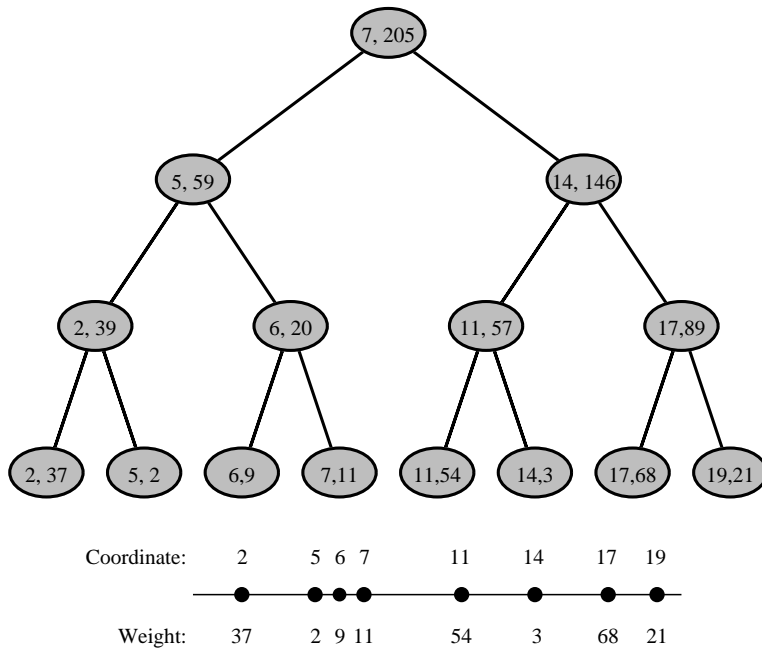 7, 205
5, 59 14, 146
2, 39 6, 20 11, 57 17,89
2, 37 5, 2 6,9 7,11 11,54 14,3 17,68 19,21
Coordinate: 2 5 6 7 11 14 17 19
Weight: 37 2 9 11 54 3 68 21